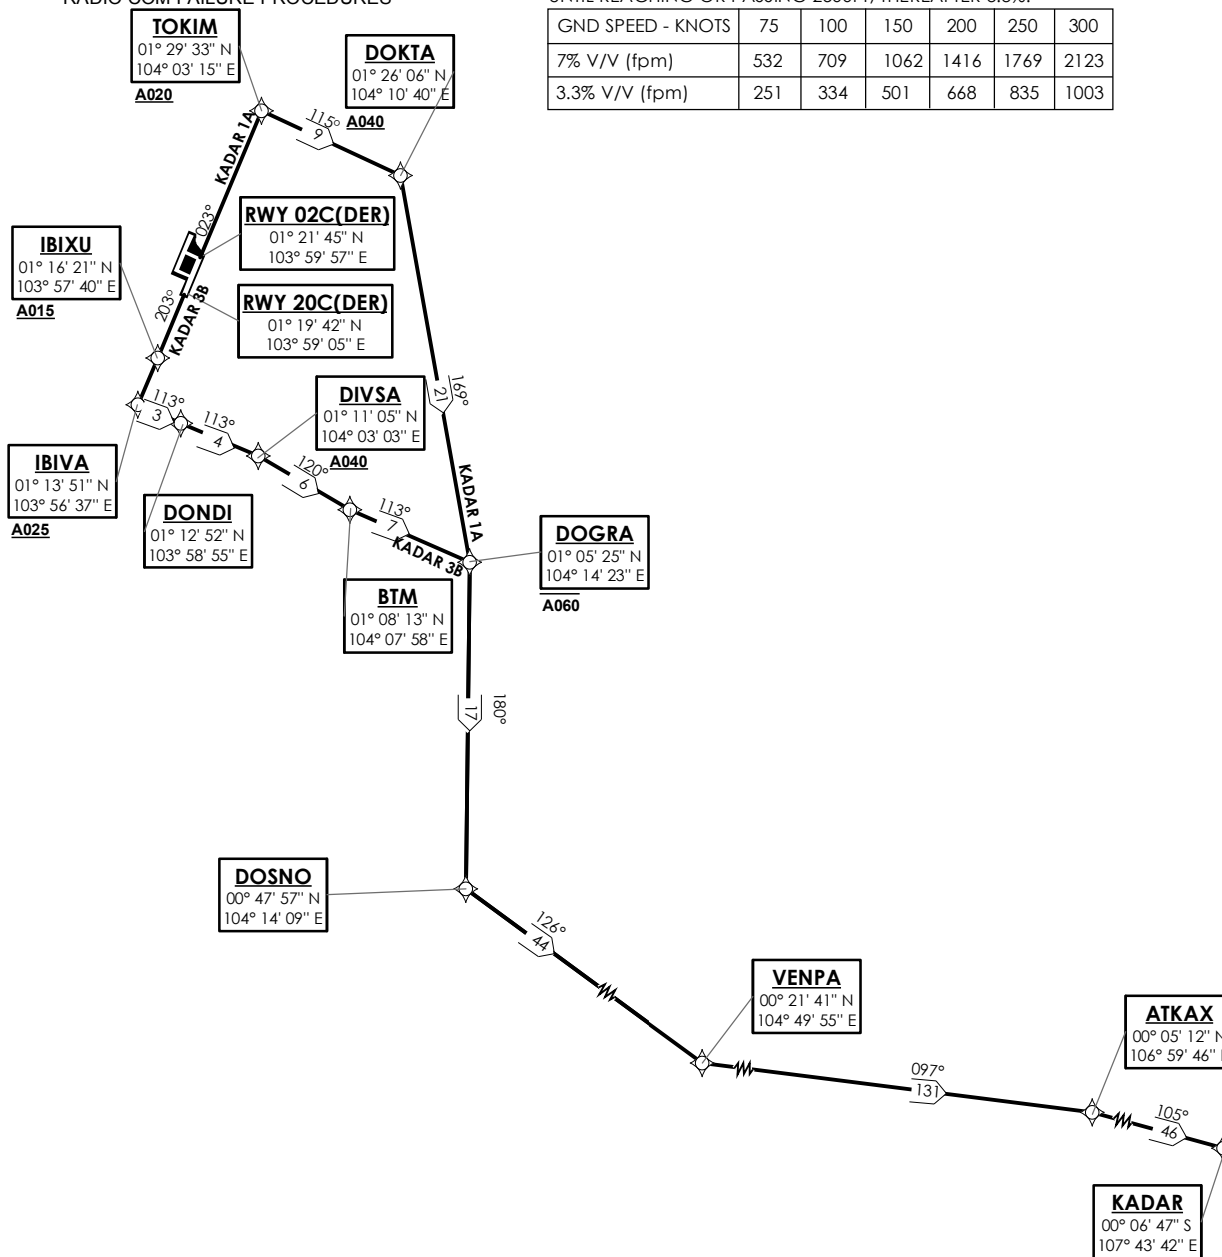 RADIO COM FAILURE PROCEDURES
GND SPEED - KNOTS 75 100 150 200 250 300
7% V/V (fpm) 532 709 1062 1416 1769 2123
3.3% V/V (fpm) 251 334 501 668 835 1003
TOKIM
01° 29' 33" N
104° 03' 15" E
A020
DOKTA
01° 26' 06" N
104° 10' 40" E
A040
115°
9
KADAR 1A
023°
RWY 02C(DER)
01° 21' 45" N
103° 59' 57" E
IBIXU
01° 16' 21" N
103° 57' 40" E
A015
RWY 20C(DER)
01° 19' 42" N
103° 59' 05" E
203°
KADAR 3B
169°
21
KADAR 1A
DIVSA
01° 11' 05" N
104° 03' 03" E
A040
113°
3
113°
4
120°
6
113°
7
KADAR 3B
IBIVA
01° 13' 51" N
103° 56' 37" E
A025
DONDI
01° 12' 52" N
103° 58' 55" E
DOGRA
01° 05' 25" N
104° 14' 23" E
A060
BTM
01° 08' 13" N
104° 07' 58" E
180°
17
DOSNO
00° 47' 57" N
104° 14' 09" E
126°
44
VENPA
00° 21' 41" N
104° 49' 55" E
097°
131
ATKAX
00° 05' 12" N
106° 59' 46"
105°
46
KADAR
00° 06' 47" S
107° 43' 42" E